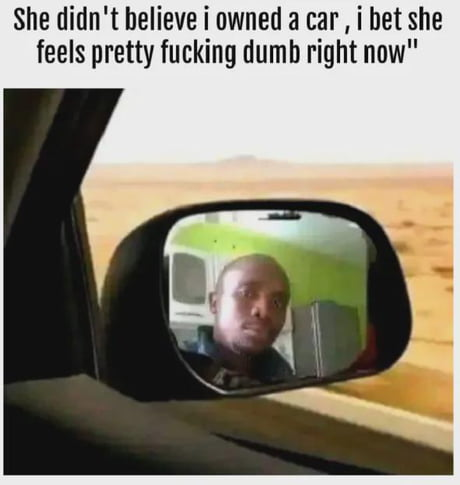 She didn't believe i owned a car , i bet she
feels pretty fucking dumb right now"